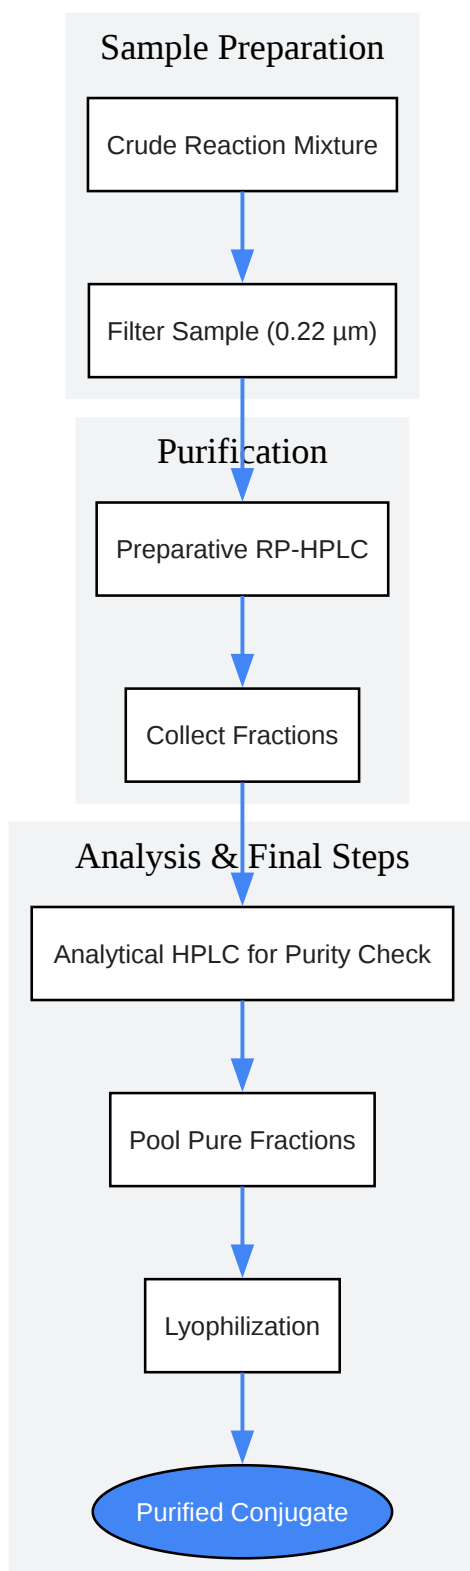 Sample Preparation
Crude Reaction Mixture
Filter Sample (0.22 µm)
Purification
Preparative RP-HPLC
Collect Fractions
Analysis & Final Steps
Analytical HPLC for Purity Check
Pool Pure Fractions
Lyophilization
Purified Conjugate